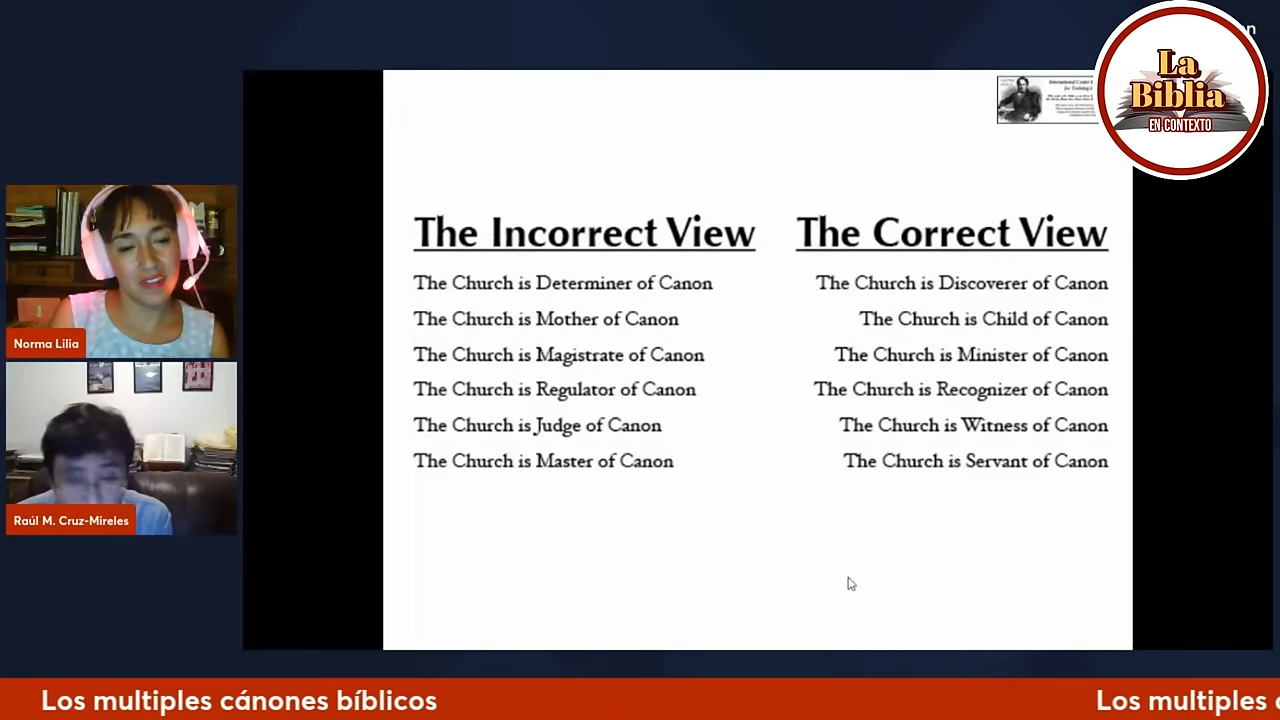 La
Biblia
EN CONTEXTO
International Center
for Training
The Incorrect View
The Church is Determiner of Canon
The Church is Mother of Canon
The Church is Magistrate of Canon
The Church is Regulator of Canon
The Church is Judge of Canon
The Church is Master of Canon
The Correct View
The Church is Discoverer of Canon
The Church is Child of Canon
The Church is Minister of Canon
The Church is Recognizer of Canon
The Church is Witness of Canon
The Church is Servant of Canon
Norma Lilia
Raúl M. Cruz-Mireles
Los multiples cánones bíblicos
Los multiples